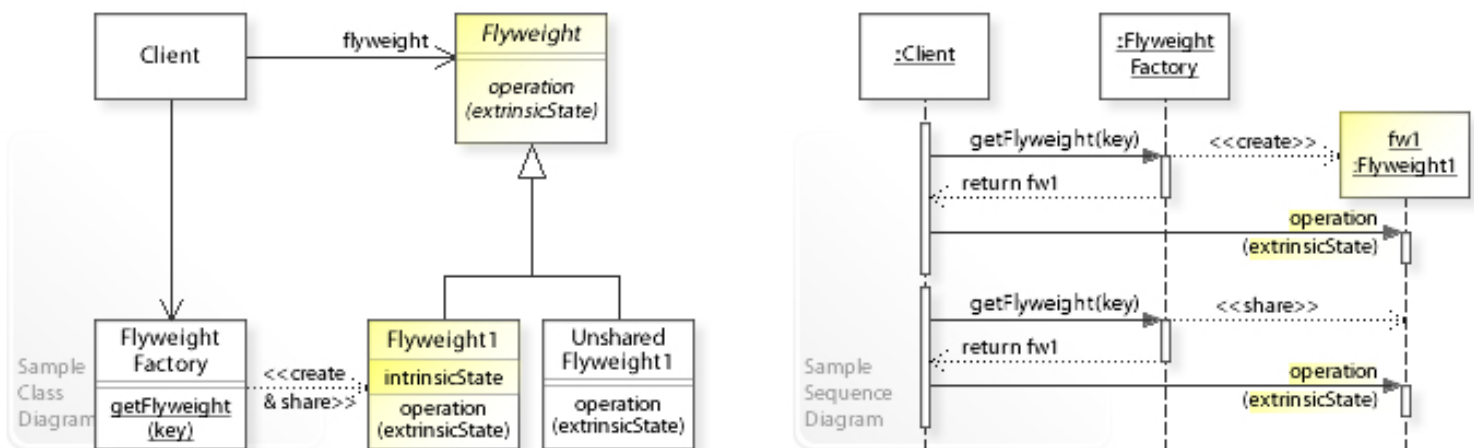 Client
flyweight
Flyweight
operation
(extrinsicState)
Flyweight
Factory
getFlyweight
(key)
<<create
& share>>
Flyweight1
intrinsicState
operation
(extrinsicState)
Unshared
Flyweight1
operation
(extrinsicState)
Sample
Class
Diagram
:Client
:Flyweight
Factory
fw1
:Flyweight1
getFlyweight(key)
<<create>>
return fw1
operation
(extrinsicState)
getFlyweight(key)
<<share>>
return fw1
operation
(extrinsicState)
Sample
Sequence
Diagram